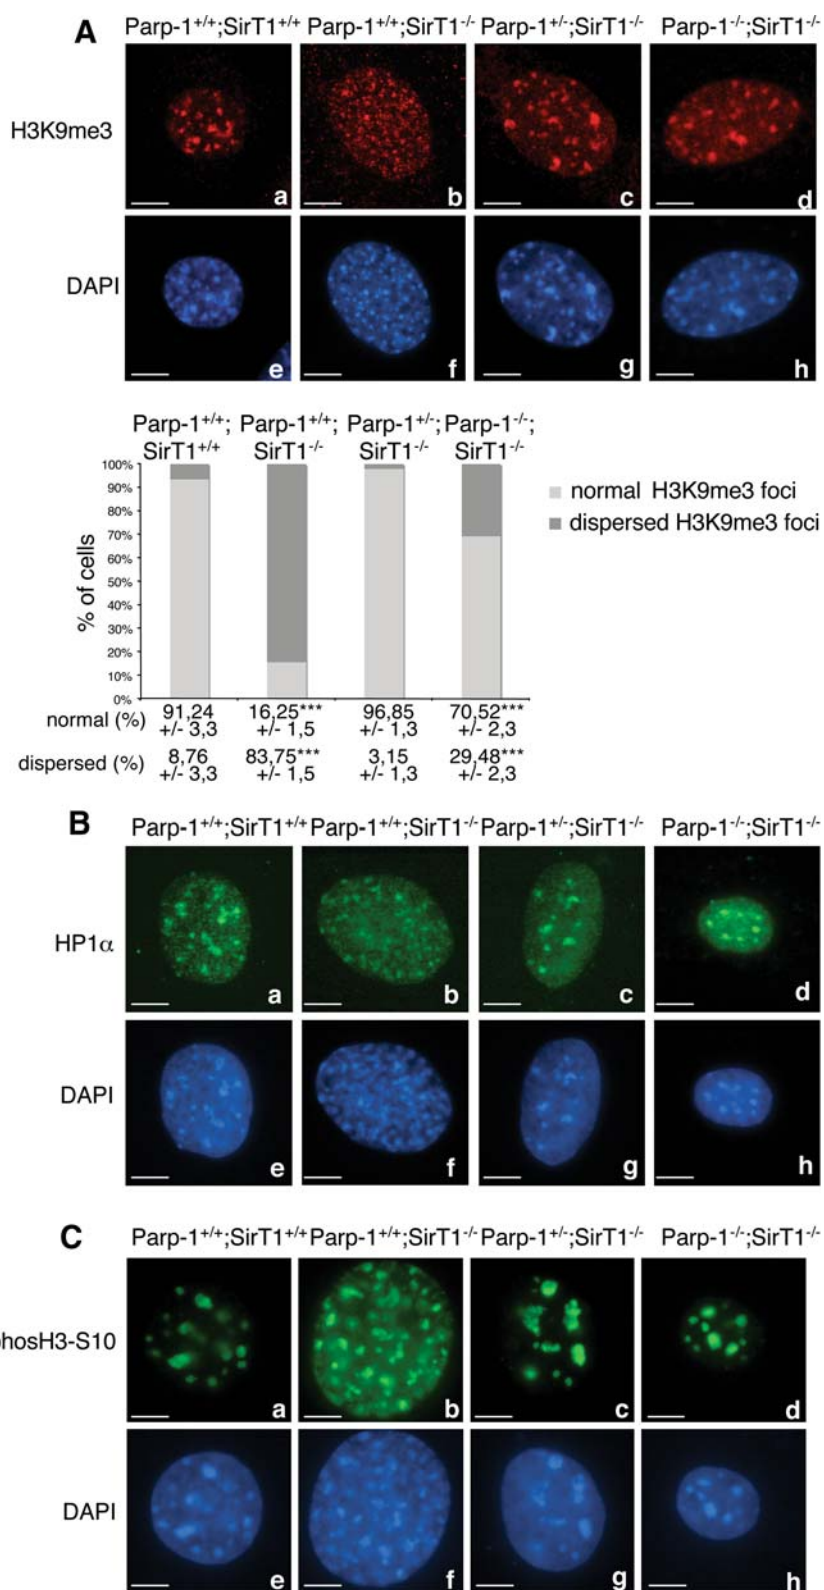 A
Parp-1+/+;SirT1+/+ Parp-1+/+;SirT1-/- Parp-1+/-;SirT1-/- Parp-1-/-;SirT1-/-
H3K9me3
a b c d
DAPI
e f g h
Parp-1+/+; Parp-1+/+; Parp-1+/-; Parp-1-/-;
SirT1+/+ SirT1-/- SirT1-/- SirT1-/-
100%
90%
80%
70%
60%
50%
40%
30%
20%
10%
0%
% of cells
normal H3K9me3 foci
dispersed H3K9me3 foci
normal (%) 91,24 16,25*** 96,85 70,52***
+/- 3,3 +/- 1,5 +/- 1,3 +/- 2,3
dispersed (%) 8,76 83,75*** 3,15 29,48***
+/- 3,3 +/- 1,5 +/- 1,3 +/- 2,3
B
Parp-1+/+;SirT1+/+ Parp-1+/+;SirT1-/- Parp-1+/-;SirT1-/- Parp-1-/-;SirT1-/-
HP1α
a b c d
DAPI
e f g h
C
Parp-1+/+;SirT1+/+ Parp-1+/+;SirT1-/- Parp-1+/-;SirT1-/- Parp-1-/-;SirT1-/-
hosH3-S10
a b c d
DAPI
e f g h